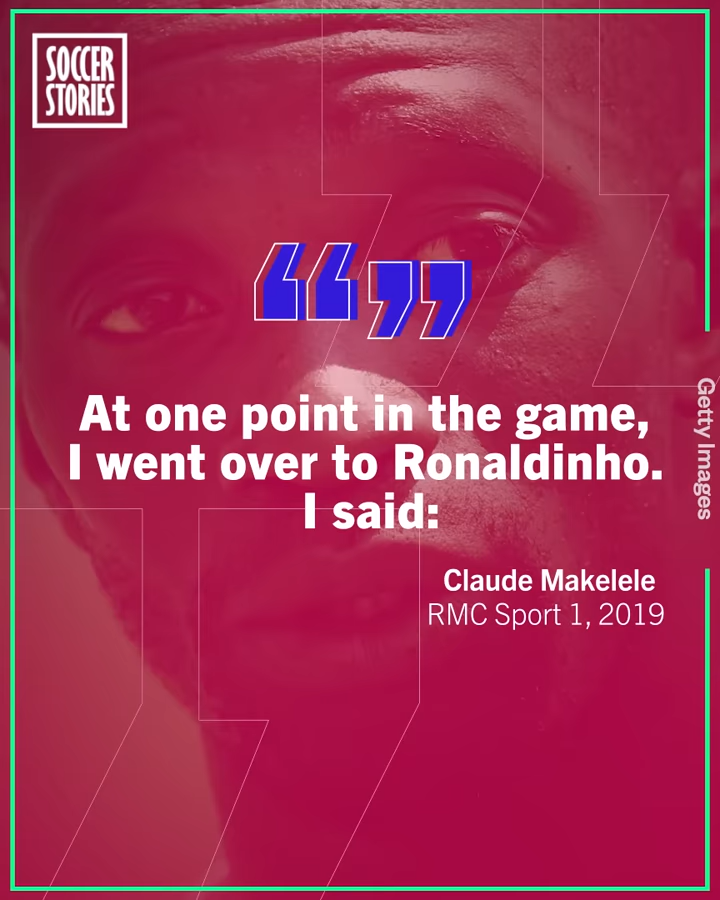 SOCCER
STORIES
“„
At one point in the game,
I went over to Ronaldinho.
I said:
Claude Makelele
RMC Sport 1, 2019
Getty Images